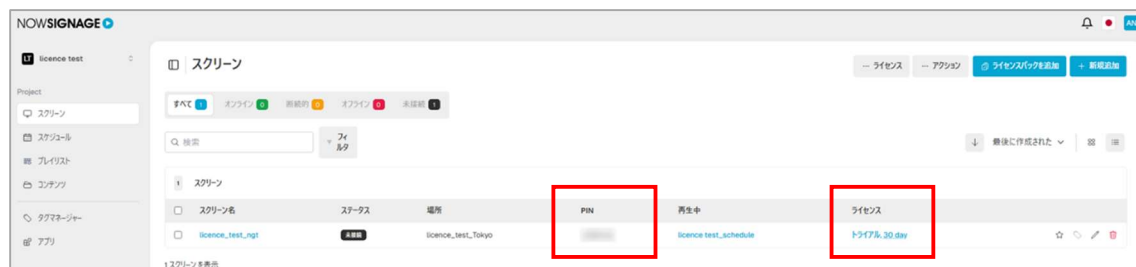 NOWSIGNAGE
AN
LT licence test
スクリーン
… ライセンス
… アクション
ライセンスパックを追加
+ 新規追加
Project
スクリーン
スケジュール
プレイリスト
コンテンツ
タグマネージャー
アプリ
すべて 1
オンライン 0
断続的 0
オフライン 0
未接続 1
検索
フィルタ
最後に作成された
1 スクリーン
スクリーン名 ステータス 場所 PIN 再生中 ライセンス
licence_test_ngt 未接続 licence_test_Tokyo licence test_schedule トライアル, 30 day
1 スクリーンを表示